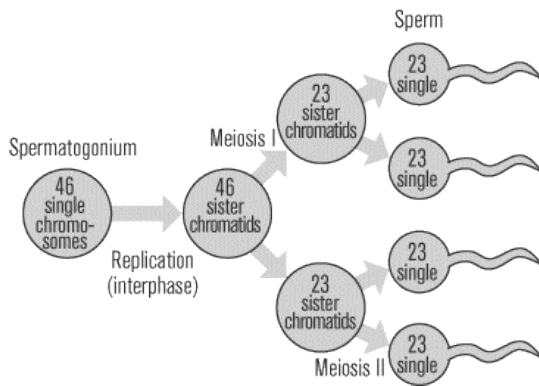 Sperm
23
single
23
sister
chromatids
Meiosis I
23
single
Spermatogonium
46
single
chromo-
somes
46
sister
chromatids
Replication
(interphase)
23
single
23
sister
chromatids
Meiosis II
23
single